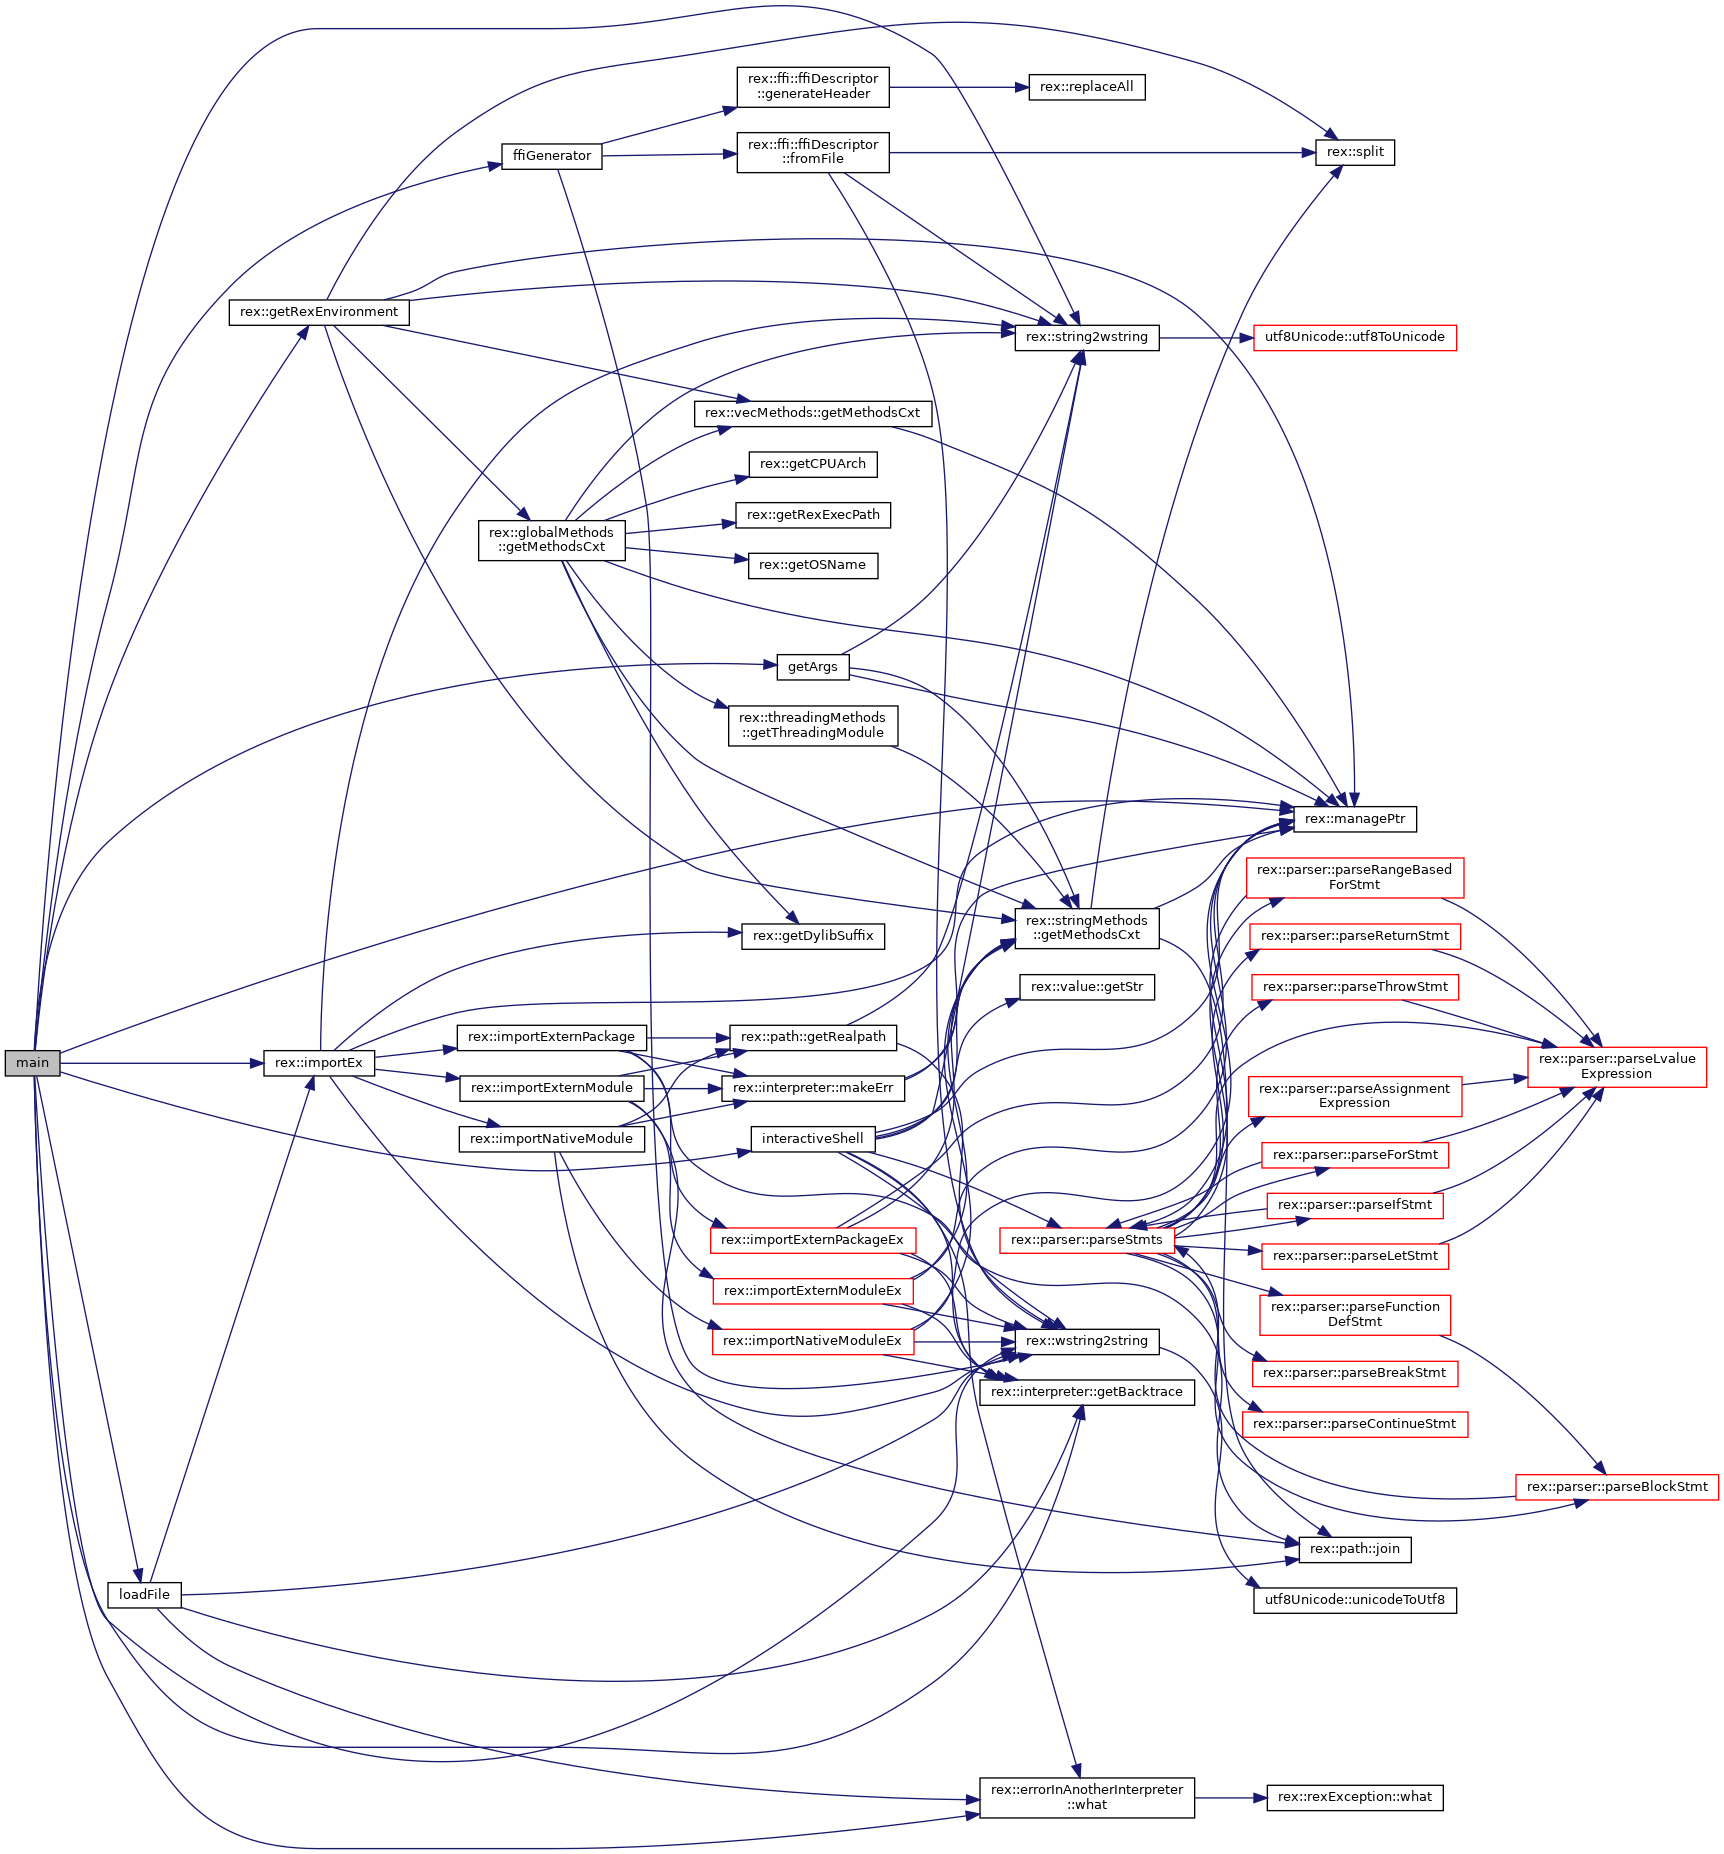 rex::ffi::ffiDescriptor
::generateHeader
rex::replaceAll
ffiGenerator
rex::ffi::ffiDescriptor
::fromFile
rex::split
rex::getRexEnvironment
rex::string2wstring
utf8Unicode::utf8ToUnicode
rex::vecMethods::getMethodsCxt
rex::getCPUArch
rex::getRexExecPath
rex::globalMethods
::getMethodsCxt
rex::getOSName
getArgs
rex::threadingMethods
::getThreadingModule
rex::managePtr
rex::parser::parseRangeBased
ForStmt
rex::stringMethods
::getMethodsCxt
rex::getDylibSuffix
rex::parser::parseReturnStmt
rex::value::getStr
rex::parser::parseThrowStmt
main
rex::importEx
rex::importExternPackage
rex::path::getRealpath
rex::parser::parseLvalue
Expression
rex::importExternModule
rex::interpreter::makeErr
rex::parser::parseAssignment
Expression
rex::importNativeModule
interactiveShell
rex::parser::parseForStmt
rex::parser::parseIfStmt
rex::importExternPackageEx
rex::parser::parseStmts
rex::parser::parseLetStmt
rex::importExternModuleEx
rex::parser::parseFunction
DefStmt
rex::importNativeModuleEx
rex::wstring2string
rex::parser::parseBreakStmt
rex::interpreter::getBacktrace
rex::parser::parseContinueStmt
rex::parser::parseBlockStmt
rex::path::join
loadFile
utf8Unicode::unicodeToUtf8
rex::errorInAnotherInterpreter
::what
rex::rexException::what